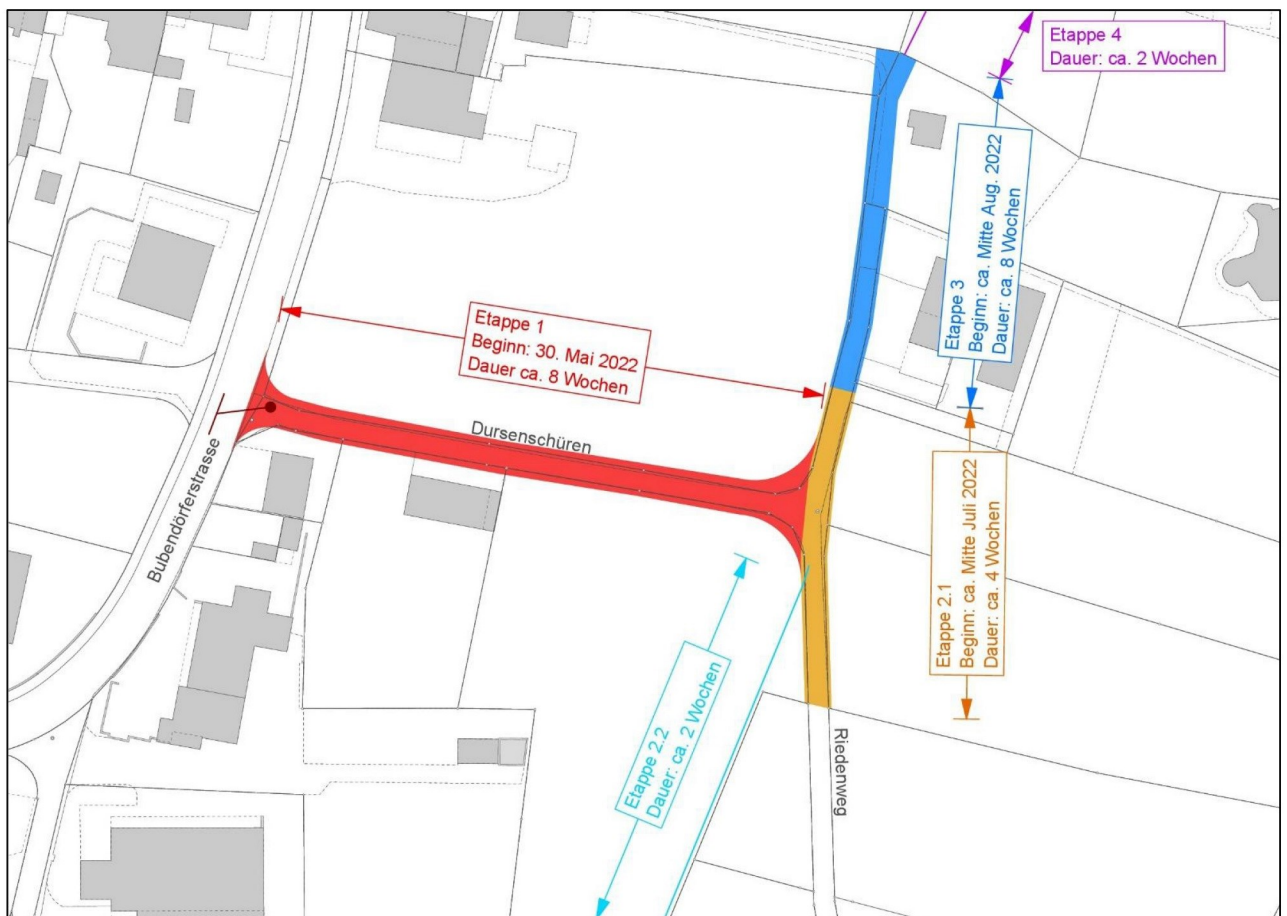 Etappe 4
Dauer: ca. 2 Wochen
Etappe 3
Beginn: ca. Mitte Aug. 2022
Dauer: ca. 8 Wochen
Etappe 1
Beginn: 30. Mai 2022
Dauer ca. 8 Wochen
Dursenschüren
Bubendörferstrasse
Etappe 2.1
Beginn: ca. Mitte Juli 2022
Dauer: ca. 4 Wochen
Etappe 2.2
Dauer: ca. 2 Wochen
Riedenweg